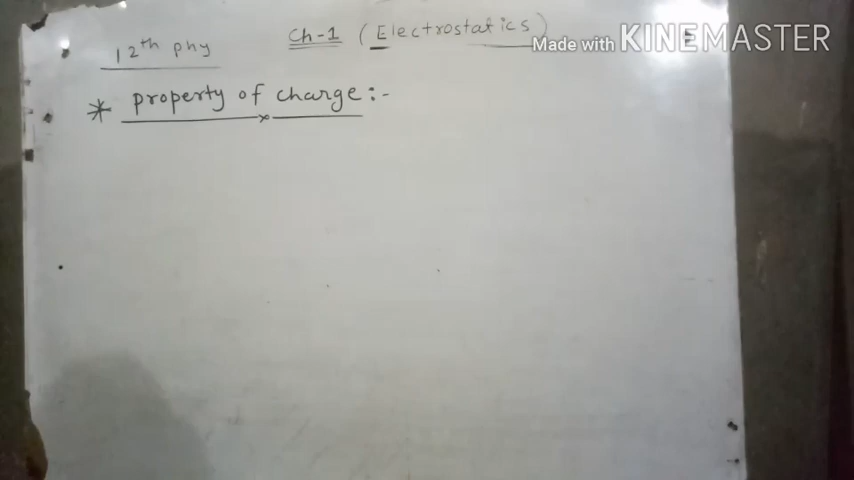 12th phy Ch-1 (Electrostatics)
Made with KINEMASTER
* property of charge:-